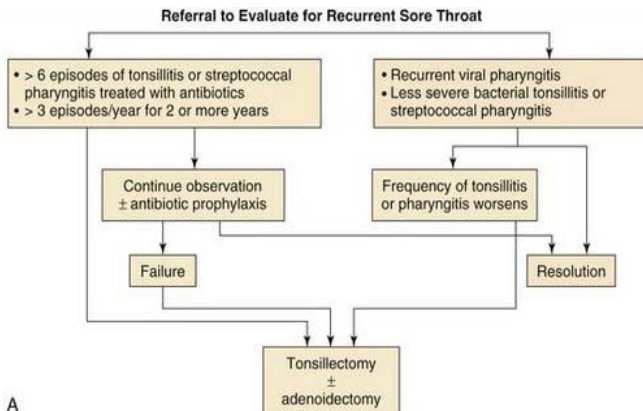 Referral to Evaluate for Recurrent Sore Throat
• > 6 episodes of tonsillitis or streptococcal
pharyngitis treated with antibiotics
• > 3 episodes/year for 2 or more years
• Recurrent viral pharyngitis
• Less severe bacterial tonsillitis or
streptococcal pharyngitis
Continue observation
± antibiotic prophylaxis
Frequency of tonsillitis
or pharyngitis worsens
Failure
Resolution
Tonsillectomy
±
adenoidectomy
A